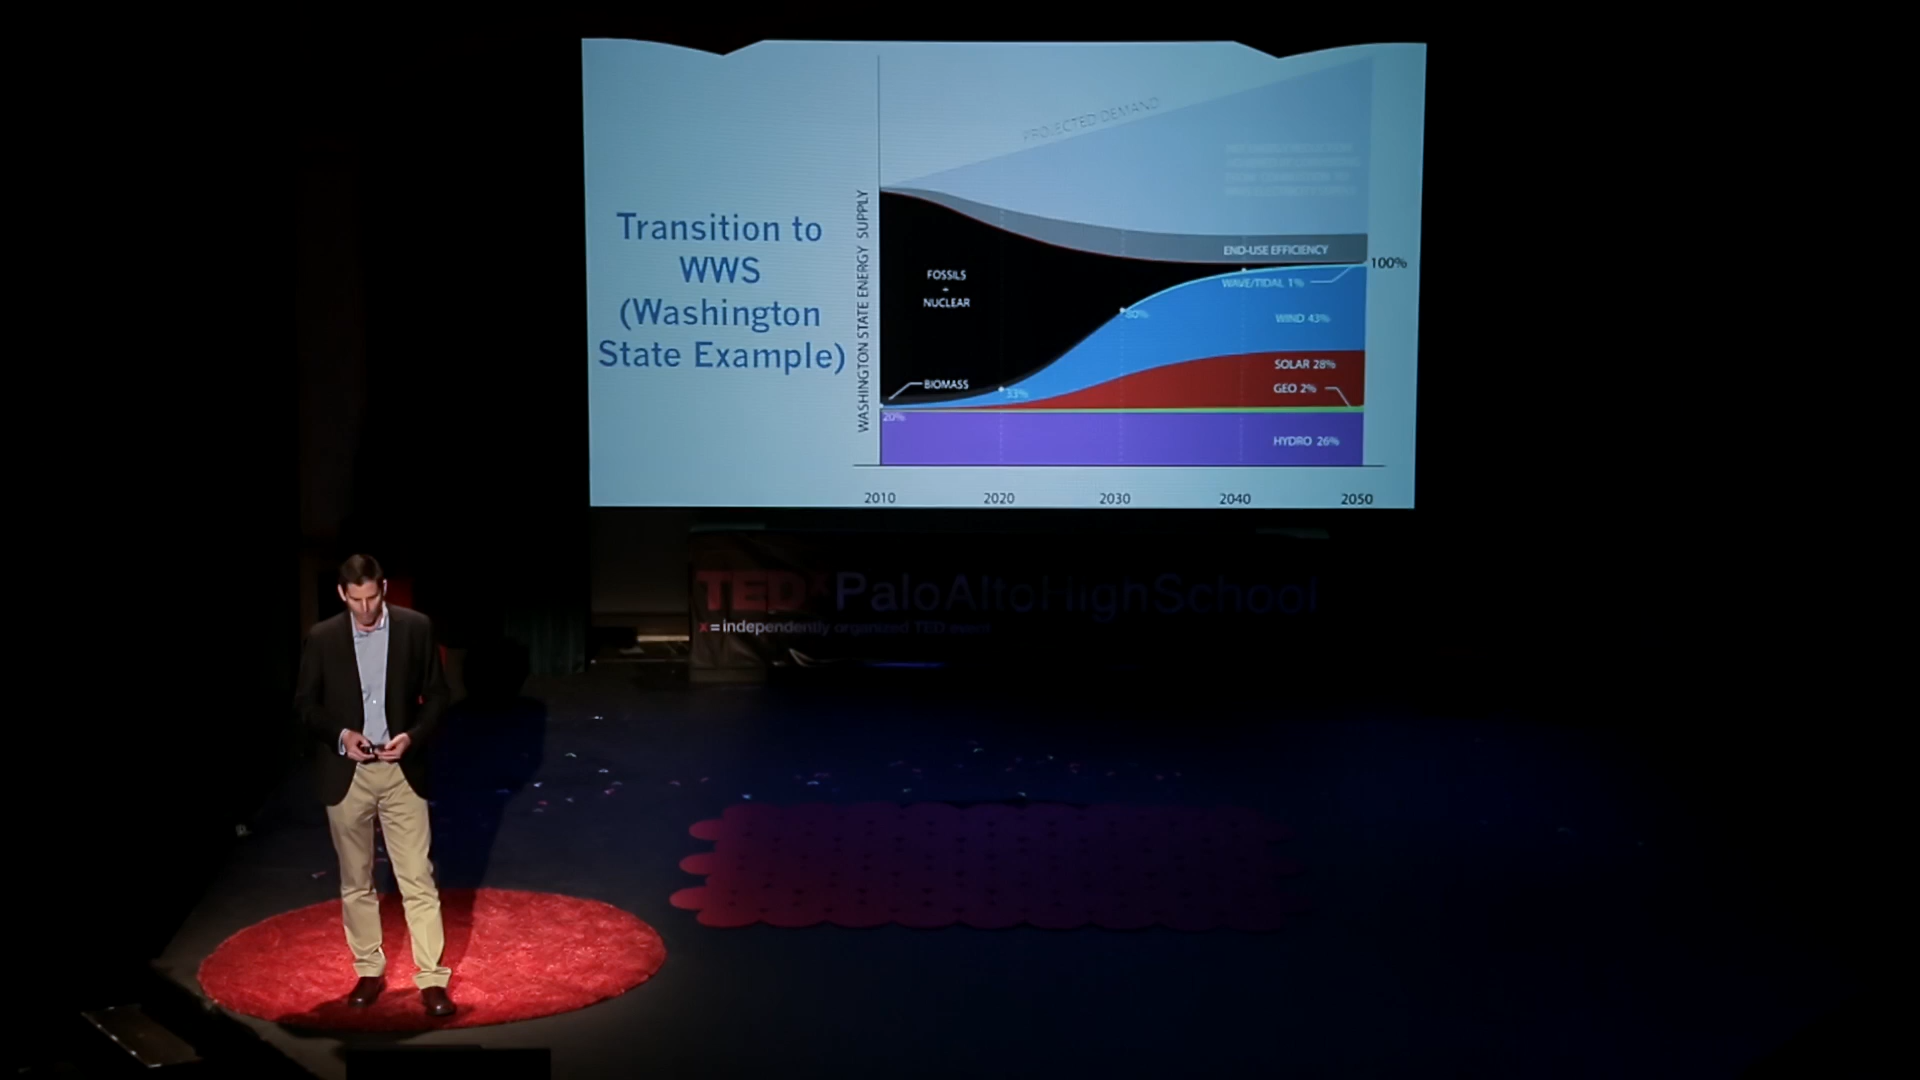 Transition to
WWS
(Washington
State Example)
WASHINGTON STATE ENERGY SUPPLY
PROJECTED DEMAND
END-USE EFFICIENCY
100%
FOSSILS
+
NUCLEAR
WAVE/TIDAL 1%
80%
WIND 43%
SOLAR 28%
BIOMASS
33%
GEO 2%
20%
HYDRO 26%
2010 2020 2030 2040 2050
TEDxPaloAltoHighSchool
x = independently organized TED event